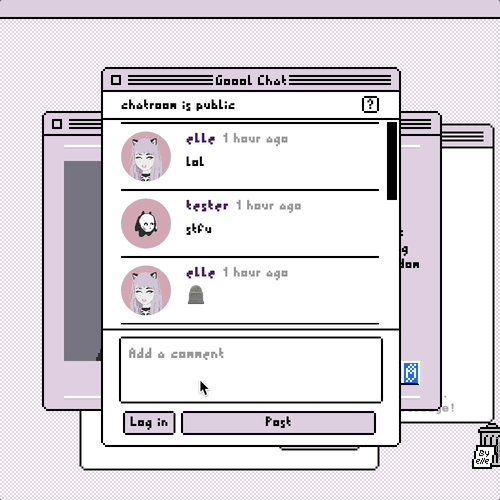 Goool Chat
chatroom is public
?
elle 1 hour ago
lol
tester 1 hour ago
stfu
elle 1 hour ago
Add a comment
Log in
Post
By
elle